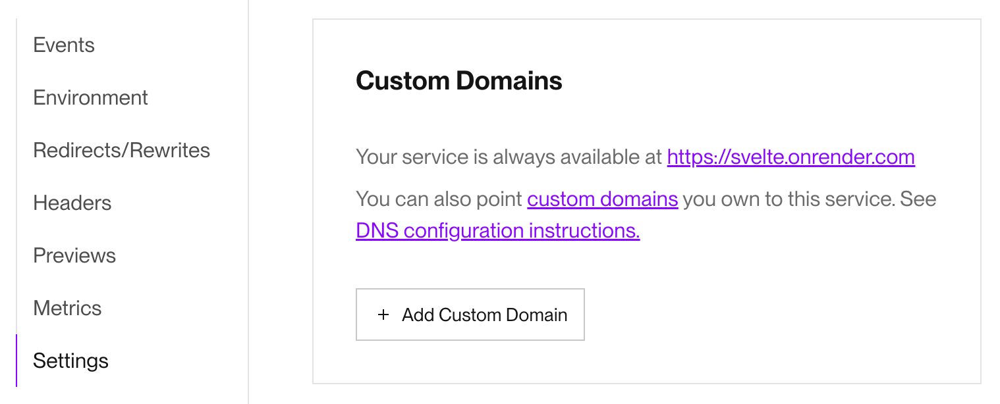 Events
Environment
Redirects/Rewrites
Headers
Previews
Metrics
Settings
Custom Domains
Your service is always available at https://svelte.onrender.com
You can also point custom domains you own to this service. See
DNS configuration instructions.
+ Add Custom Domain